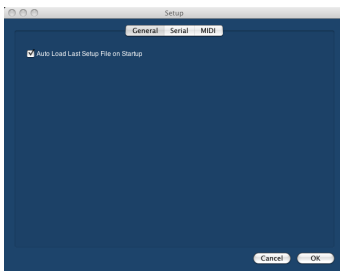 Setup
General Serial MIDI
Auto Load Last Setup File on Startup
Cancel OK